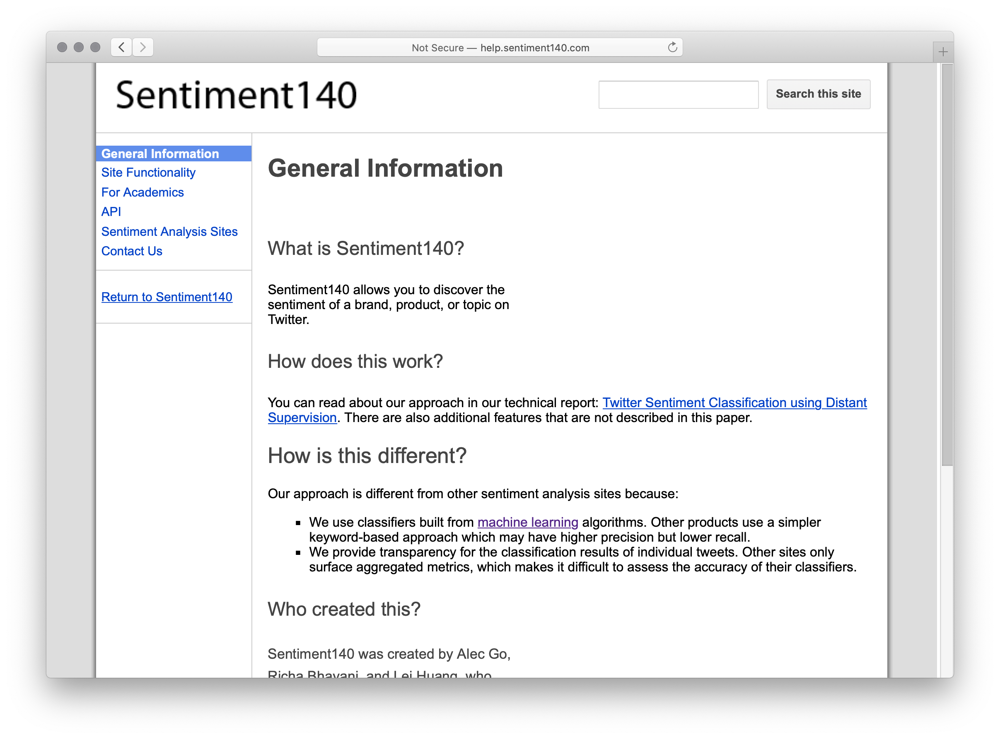 Not Secure — help.sentiment140.com
Sentiment140
Search this site
General Information
Site Functionality
For Academics
API
Sentiment Analysis Sites
Contact Us
Return to Sentiment140
General Information
What is Sentiment140?
Sentiment140 allows you to discover the
sentiment of a brand, product, or topic on
Twitter.
How does this work?
You can read about our approach in our technical report: Twitter Sentiment Classification using Distant
Supervision. There are also additional features that are not described in this paper.
How is this different?
Our approach is different from other sentiment analysis sites because:
We use classifiers built from machine learning algorithms. Other products use a simpler
keyword-based approach which may have higher precision but lower recall.
We provide transparency for the classification results of individual tweets. Other sites only
surface aggregated metrics, which makes it difficult to assess the accuracy of their classifiers.
Who created this?
Sentiment140 was created by Alec Go,
Richa Bhayani, and Lei Huang, who